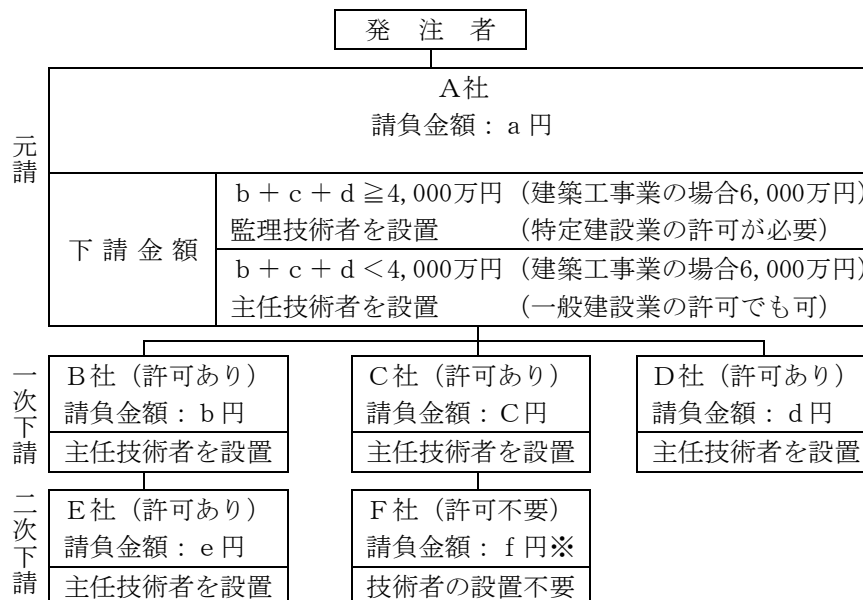 発 注 者
元請
A社
請負金額：a円
下 請 金 額
b＋c＋d≧4,000万円（建築工事業の場合6,000万円）
監理技術者を設置　　　（特定建設業の許可が必要）
b＋c＋d＜4,000万円（建築工事業の場合6,000万円）
主任技術者を設置　　　（一般建設業の許可でも可）
一次下請
B社（許可あり）
請負金額：b円
主任技術者を設置
C社（許可あり）
請負金額：C円
主任技術者を設置
D社（許可あり）
請負金額：d円
主任技術者を設置
二次下請
E社（許可あり）
請負金額：e円
主任技術者を設置
F社（許可不要）
請負金額：f円※
技術者の設置不要